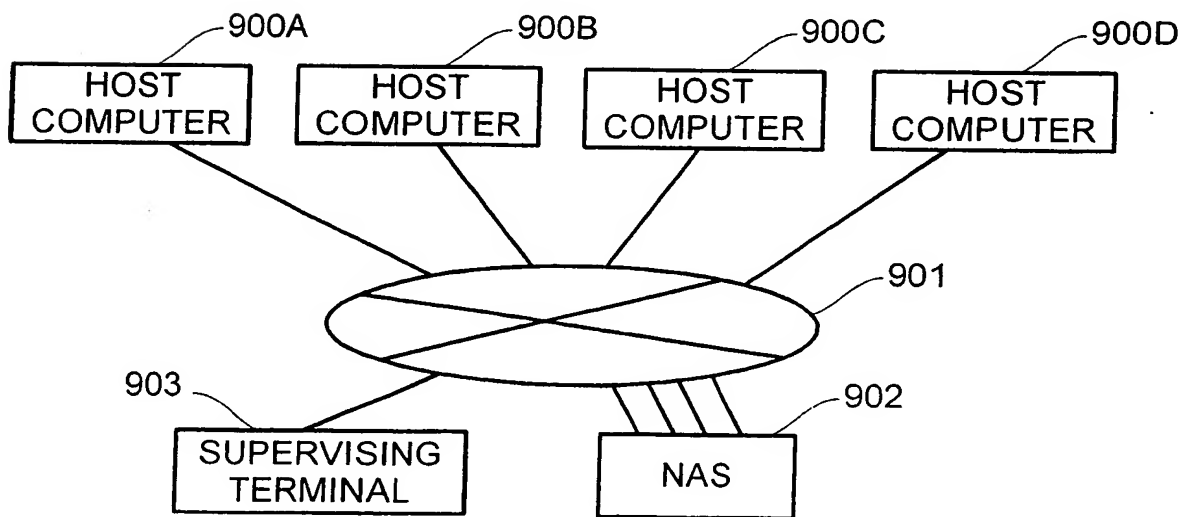 900A
900B
900C
900D
HOST
COMPUTER
HOST
COMPUTER
HOST
COMPUTER
HOST
COMPUTER
901
903
902
SUPERVISING
TERMINAL
NAS